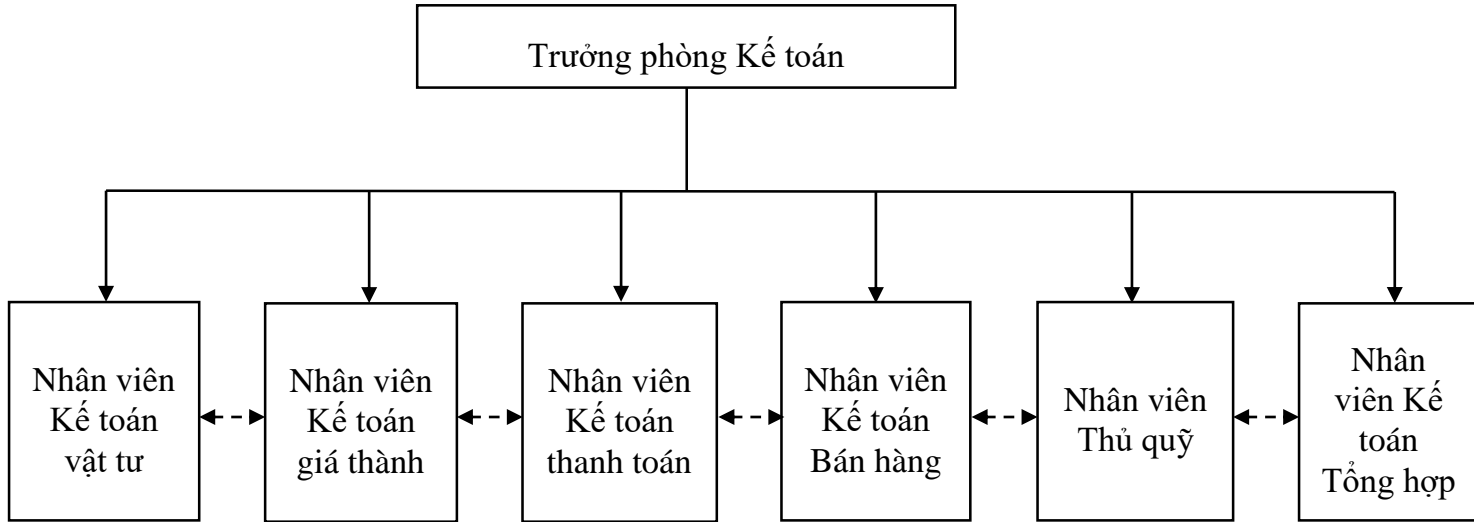 Trưởng phòng Kế toán
Nhân viên
Kế toán
vật tư
Nhân viên
Kế toán
giá thành
Nhân viên
Kế toán
thanh toán
Nhân viên
Kế toán
Bán hàng
Nhân viên
Thủ quỹ
Nhân
viên Kế
toán
Tổng hợp